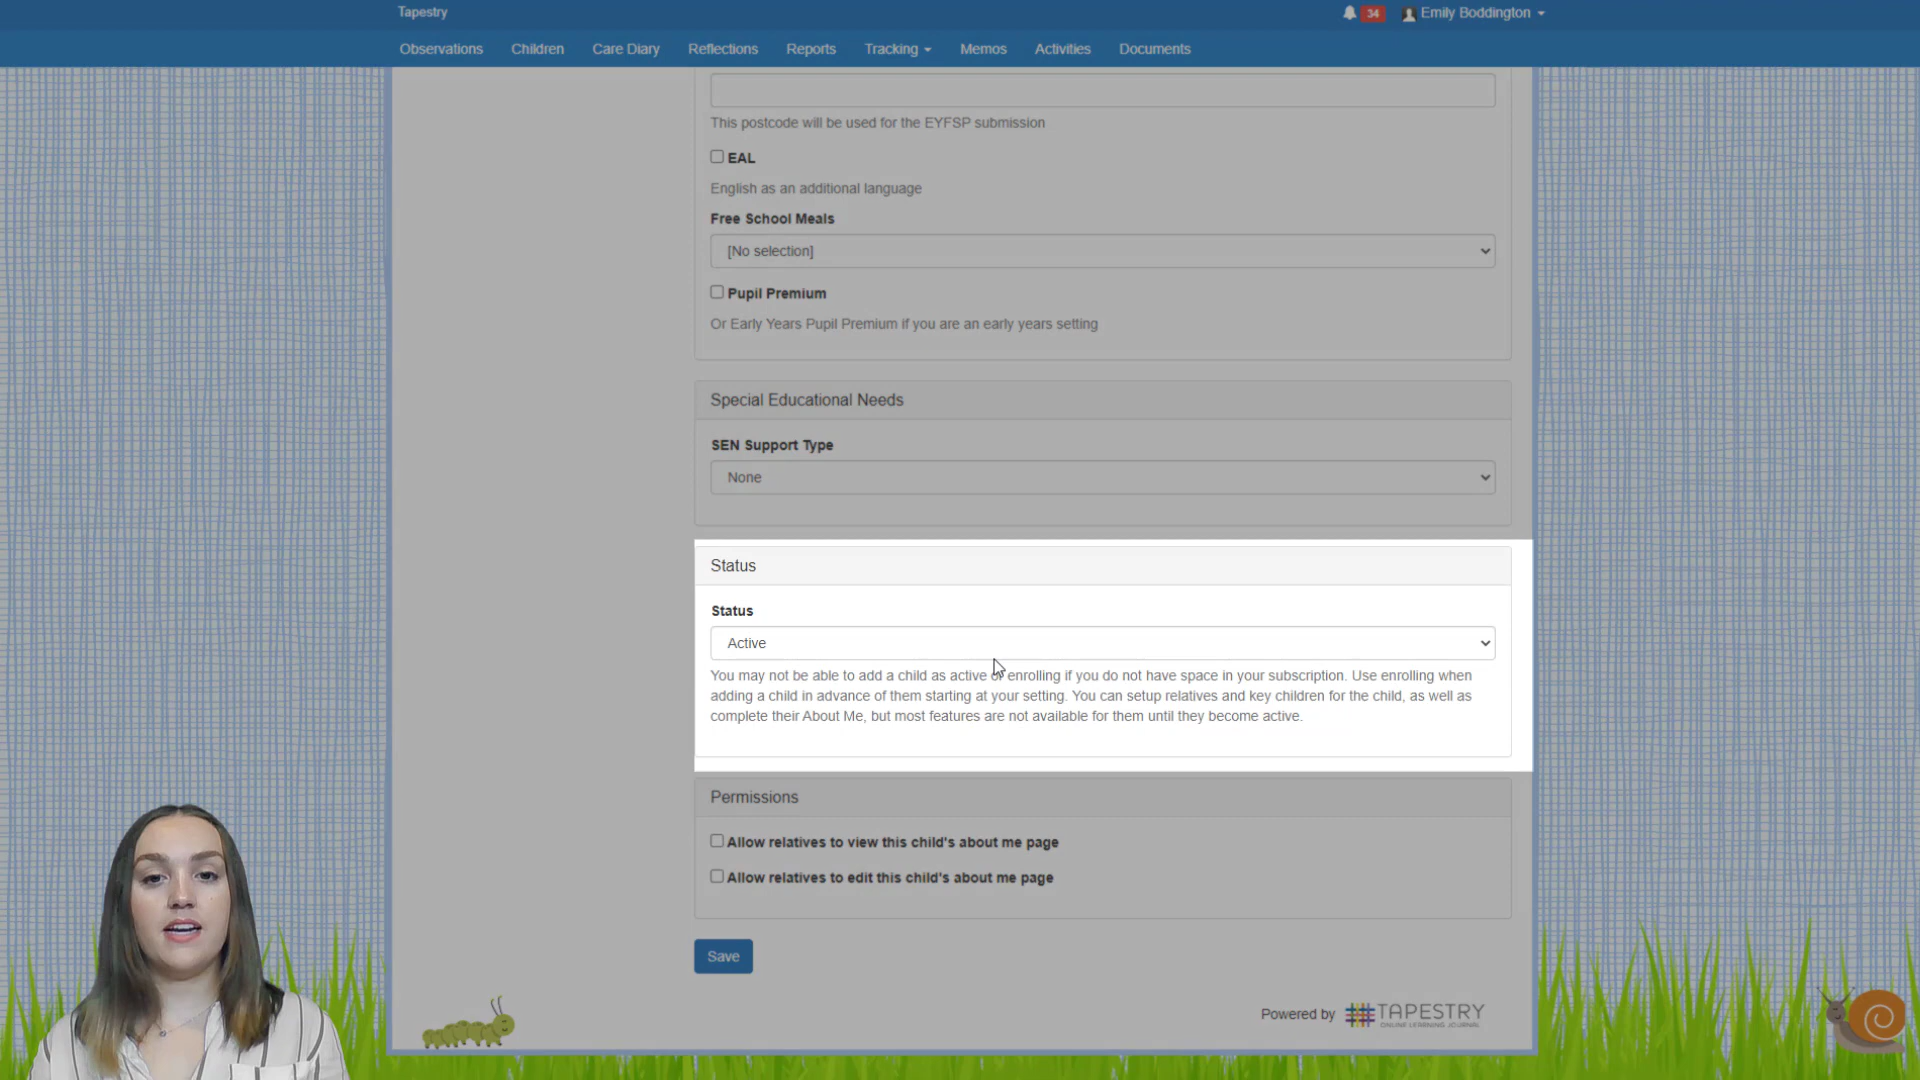 Tapestry
34
Emily Boddington
Observations Children Care Diary Reflections Reports Tracking Memos Activities Documents
This postcode will be used for the EYFSP submission
EAL
English as an additional language
Free School Meals
[No selection]
Pupil Premium
Or Early Years Pupil Premium if you are an early years setting
Special Educational Needs
SEN Support Type
None
Status
Status
Active
You may not be able to add a child as active or enrolling if you do not have space in your subscription. Use enrolling when
adding a child in advance of them starting at your setting. You can setup relatives and key children for the child, as well as
complete their About Me, but most features are not available for them until they become active.
Permissions
Allow relatives to view this child's about me page
Allow relatives to edit this child's about me page
Save
Powered by TAPESTRY
ONLINE LEARNING JOURNAL